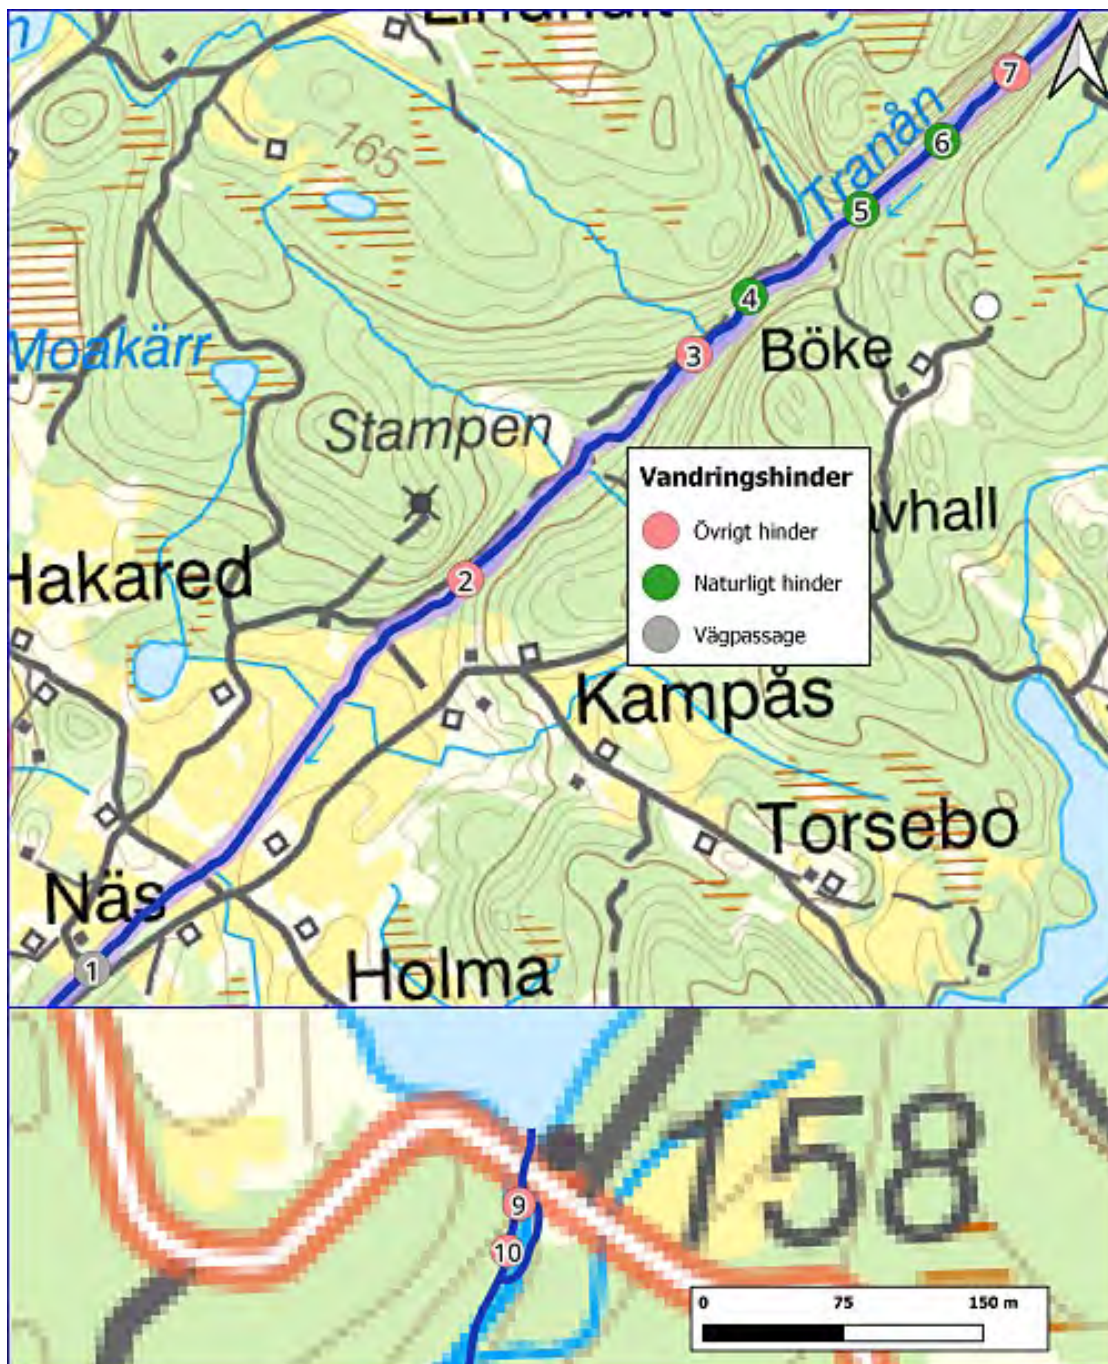 7
6
Tranån
5
165
4
3
Böke
Moakärr
Stampen
Vandringshinder
Övrigt hinder
Naturligt hinder
Vägpassage
avhall
Hakared
2
Kampås
Torsebo
Näs
1
Holma
158
9
10
0 75 150 m